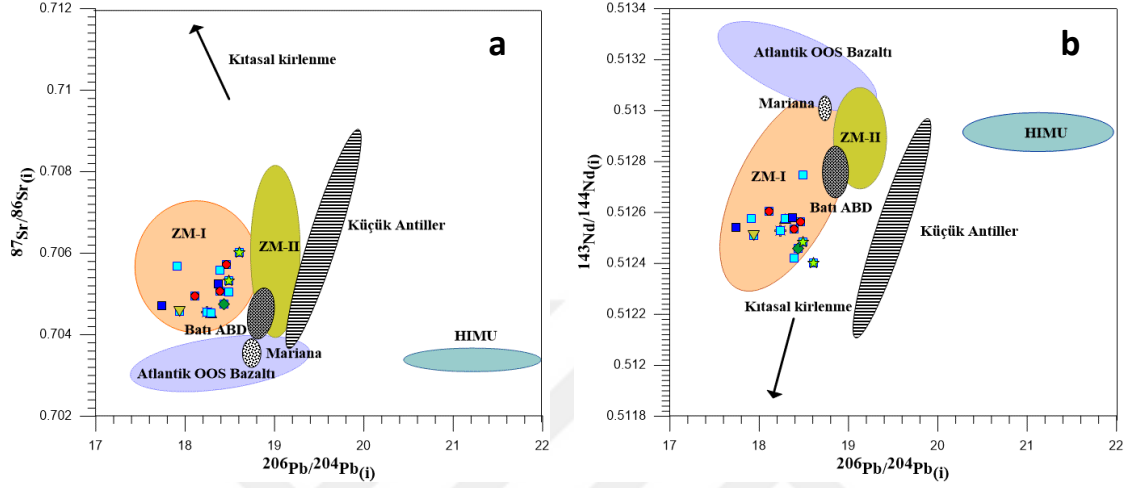 a
0.712
0.71
0.708
0.706
0.704
0.702
87Sr/86Sr(i)
Kıtasal kirlenme
ZM-I
ZM-II
Küçük Antiller
Batı ABD
Mariana
HIMU
Atlantik OOS Bazaltı
17 18 19 20 21 22
206Pb/204Pb(i)
b
0.5134
0.5132
0.513
0.5128
0.5126
0.5124
0.5122
0.512
0.5118
143Nd/144Nd(i)
Atlantik OOS Bazaltı
Mariana
ZM-II
HIMU
ZM-I
Batı ABD
Küçük Antiller
Kıtasal kirlenme
17 18 19 20 21 22
206Pb/204Pb(i)